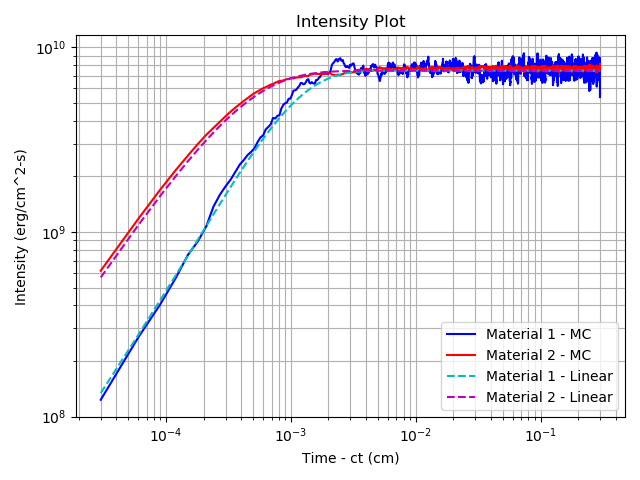 Intensity Plot
Intensity (erg/cm^2-s)
10^10
10^9
10^8
10^-4
10^-3
10^-2
10^-1
Time - ct (cm)
Material 1 - MC
Material 2 - MC
Material 1 - Linear
Material 2 - Linear